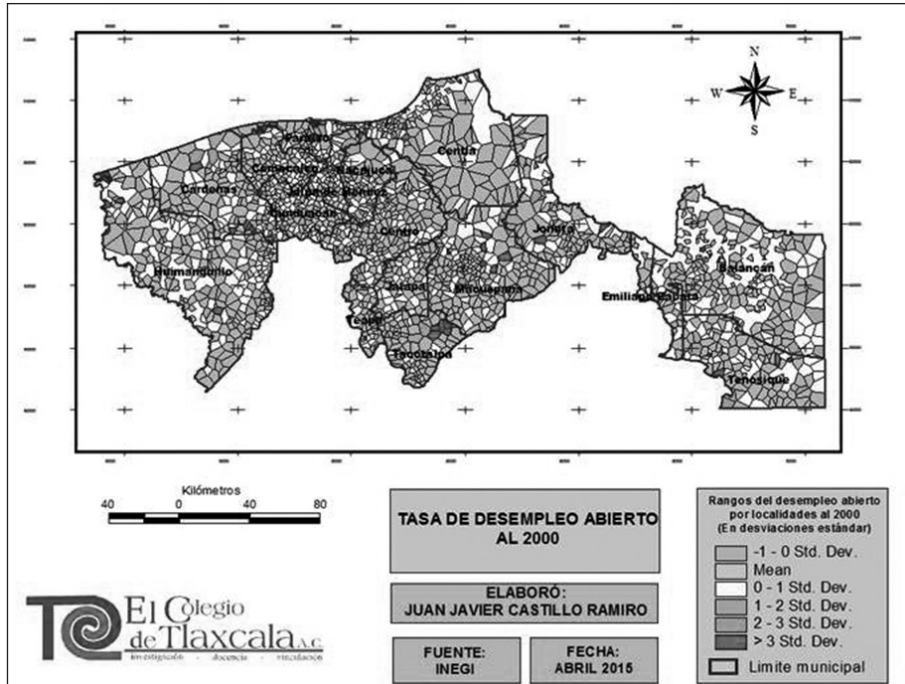 N
W E
S
Centla
Paraiso
Comacalco
Nacajuca
Cardenas
Jalpa de Mendez
Cunduacan
Centro
Jonuta
Balancan
Huimanguillo
Jalapa
Macuspana
Emiliano Zapata
Teapa
Tacotalpa
Tenosique
Kilómetros
40 0 40 80
TASA DE DESEMPLEO ABIERTO
AL 2000
ELABORÓ:
JUAN JAVIER CASTILLO RAMIRO
FUENTE:
INEGI
FECHA:
ABRIL 2015
Rangos del desempleo abierto
por localidades al 2000
(En desviaciones estándar)
-1 - 0 Std. Dev.
Mean
0 - 1 Std. Dev.
1 - 2 Std. Dev.
2 - 3 Std. Dev.
> 3 Std. Dev.
Limite municipal
El Colegio
de Tlaxcala A.C.
investigación - docencia - vinculación